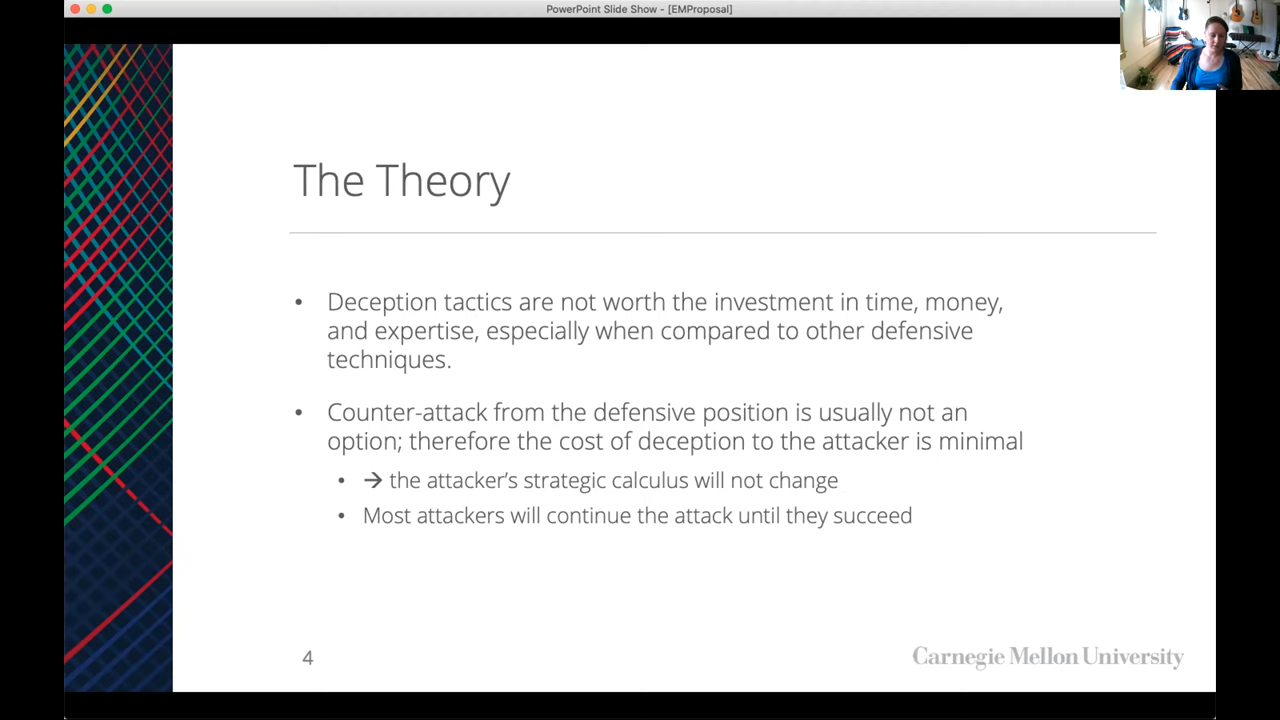 PowerPoint Slide Show - [EMProposal]
The Theory
• Deception tactics are not worth the investment in time, money,
and expertise, especially when compared to other defensive
techniques.
• Counter-attack from the defensive position is usually not an
option; therefore the cost of deception to the attacker is minimal
• → the attacker’s strategic calculus will not change
• Most attackers will continue the attack until they succeed
4
Carnegie Mellon University